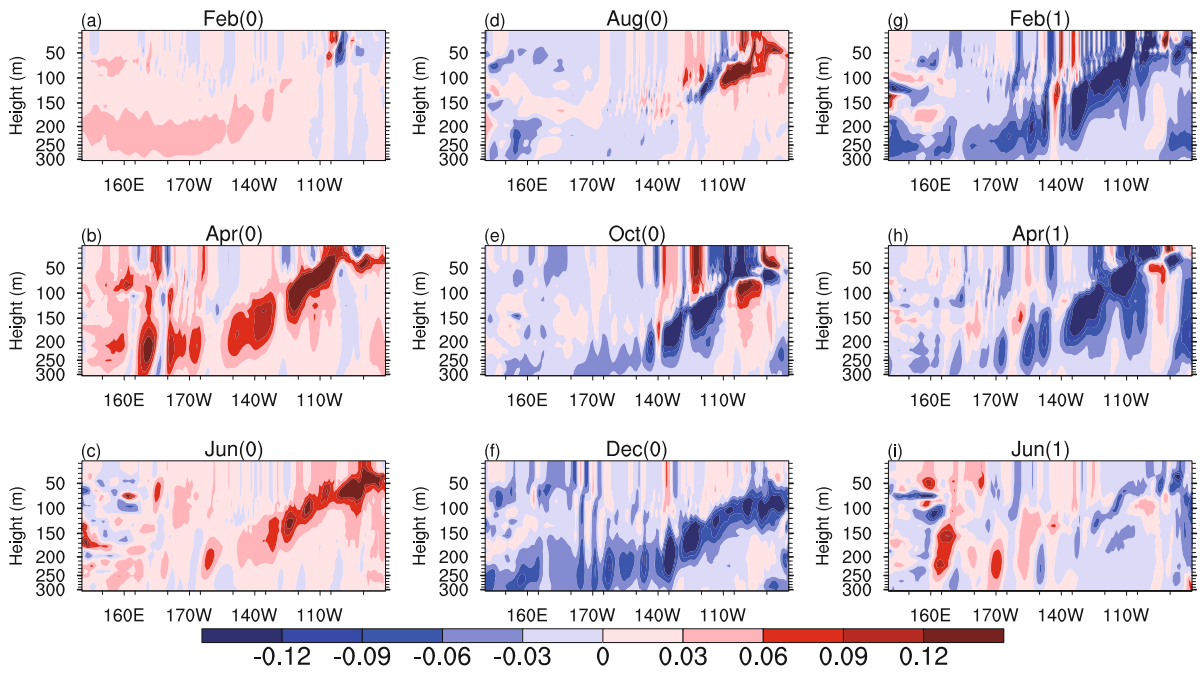 (a) Feb(0)
(d) Aug(0)
(g) Feb(1)
Height (m)
50
100
150
200
250
300
160E 170W 140W 110W
Height (m)
50
100
150
200
250
300
160E 170W 140W 110W
Height (m)
50
100
150
200
250
300
160E 170W 140W 110W
(b) Apr(0)
(e) Oct(0)
(h) Apr(1)
Height (m)
50
100
150
200
250
300
160E 170W 140W 110W
Height (m)
50
100
150
200
250
300
160E 170W 140W 110W
Height (m)
50
100
150
200
250
300
160E 170W 140W 110W
(c) Jun(0)
(f) Dec(0)
(i) Jun(1)
Height (m)
50
100
150
200
250
300
160E 170W 140W 110W
Height (m)
50
100
150
200
250
300
160E 170W 140W 110W
Height (m)
50
100
150
200
250
300
160E 170W 140W 110W
-0.12 -0.09 -0.06 -0.03 0 0.03 0.06 0.09 0.12